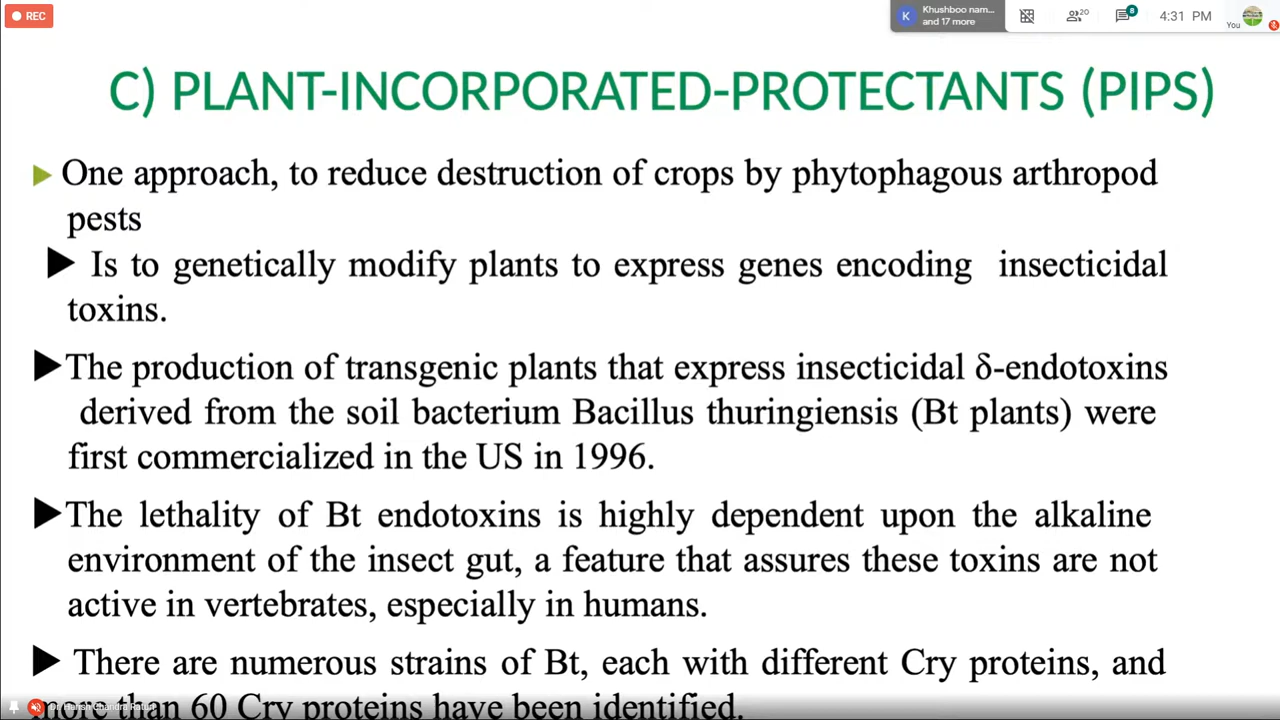 REC
K Khushboo nam...
and 17 more
20
8
4:31 PM
You
C) PLANT-INCORPORATED-PROTECTANTS (PIPS)
One approach, to reduce destruction of crops by phytophagous arthropod
pests
Is to genetically modify plants to express genes encoding insecticidal
toxins.
The production of transgenic plants that express insecticidal δ-endotoxins
derived from the soil bacterium Bacillus thuringiensis (Bt plants) were
first commercialized in the US in 1996.
The lethality of Bt endotoxins is highly dependent upon the alkaline
environment of the insect gut, a feature that assures these toxins are not
active in vertebrates, especially in humans.
There are numerous strains of Bt, each with different Cry proteins, and
more than 60 Cry proteins have been identified.
Dr Harish Chandra